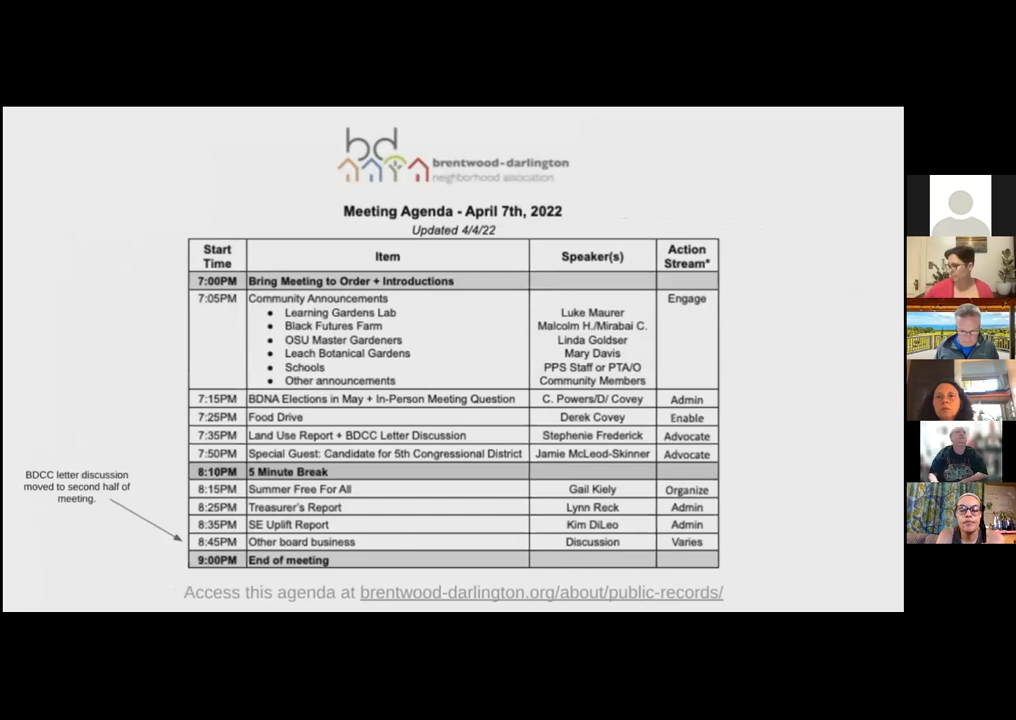 bd
brentwood-darlington
neighborhood association
Meeting Agenda - April 7th, 2022
Updated 4/4/22
Start Time Item Speaker(s) Action Stream*
7:00PM Bring Meeting to Order + Introductions
7:05PM Community Announcements Engage
• Learning Gardens Lab Luke Maurer
• Black Futures Farm Malcolm H./Mirabai C.
• OSU Master Gardeners Linda Goldser
• Leach Botanical Gardens Mary Davis
• Schools PPS Staff or PTA/O
• Other announcements Community Members
7:15PM BDNA Elections in May + In-Person Meeting Question C. Powers/D/ Covey Admin
7:25PM Food Drive Derek Covey Enable
7:35PM Land Use Report + BDCC Letter Discussion Stephenie Frederick Advocate
7:50PM Special Guest: Candidate for 5th Congressional District Jamie McLeod-Skinner Advocate
8:10PM 5 Minute Break
8:15PM Summer Free For All Gail Kiely Organize
8:25PM Treasurer's Report Lynn Reck Admin
8:35PM SE Uplift Report Kim DiLeo Admin
8:45PM Other board business Discussion Varies
9:00PM End of meeting
BDCC letter discussion
moved to second half of
meeting.
Access this agenda at brentwood-darlington.org/about/public-records/